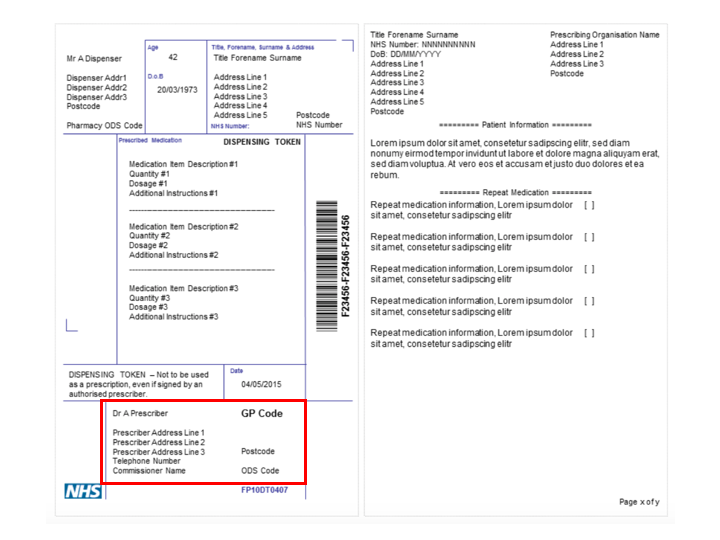 Mr A Dispenser
Dispenser Addr1
Dispenser Addr2
Dispenser Addr3
Postcode
Pharmacy ODS Code
Age
42
D.o.B
20/03/1973
Title, Forename, Surname & Address
Title Forename Surname
Address Line 1
Address Line 2
Address Line 3
Address Line 4
Address Line 5
Postcode
NHS Number: NHS Number
Prescribed Medication
DISPENSING TOKEN
Medication Item Description #1
Quantity #1
Dosage #1
Additional Instructions #1
Medication Item Description #2
Quantity #2
Dosage #2
Additional Instructions #2
Medication Item Description #3
Quantity #3
Dosage #3
Additional Instructions #3
F23456-F23456-F23456
DISPENSING TOKEN – Not to be used
as a prescription, even if signed by an
authorised prescriber.
Date
04/05/2015
Dr A Prescriber GP Code
Prescriber Address Line 1
Prescriber Address Line 2
Prescriber Address Line 3 Postcode
Telephone Number
Commissioner Name ODS Code
NHS FP10DT0407
Title Forename Surname
NHS Number: NNNNNNNNNN
DoB: DD/MM/YYYY
Address Line 1
Address Line 2
Address Line 3
Address Line 4
Address Line 5
Postcode
Prescribing Organisation Name
Address Line 1
Address Line 2
Address Line 3
Postcode
========= Patient Information =========
Lorem ipsum dolor sit amet, consetetur sadipscing elitr, sed diam
nonumy eirmod tempor invidunt ut labore et dolore magna aliquyam erat,
sed diam voluptua. At vero eos et accusam et justo duo dolores et ea
rebum.
========= Repeat Medication =========
Repeat medication information, Lorem ipsum dolor [ ]
sit amet, consetetur sadipscing elitr
Repeat medication information, Lorem ipsum dolor [ ]
sit amet, consetetur sadipscing elitr
Repeat medication information, Lorem ipsum dolor [ ]
sit amet, consetetur sadipscing elitr
Repeat medication information, Lorem ipsum dolor [ ]
sit amet, consetetur sadipscing elitr
Repeat medication information, Lorem ipsum dolor [ ]
sit amet, consetetur sadipscing elitr
Page x of y